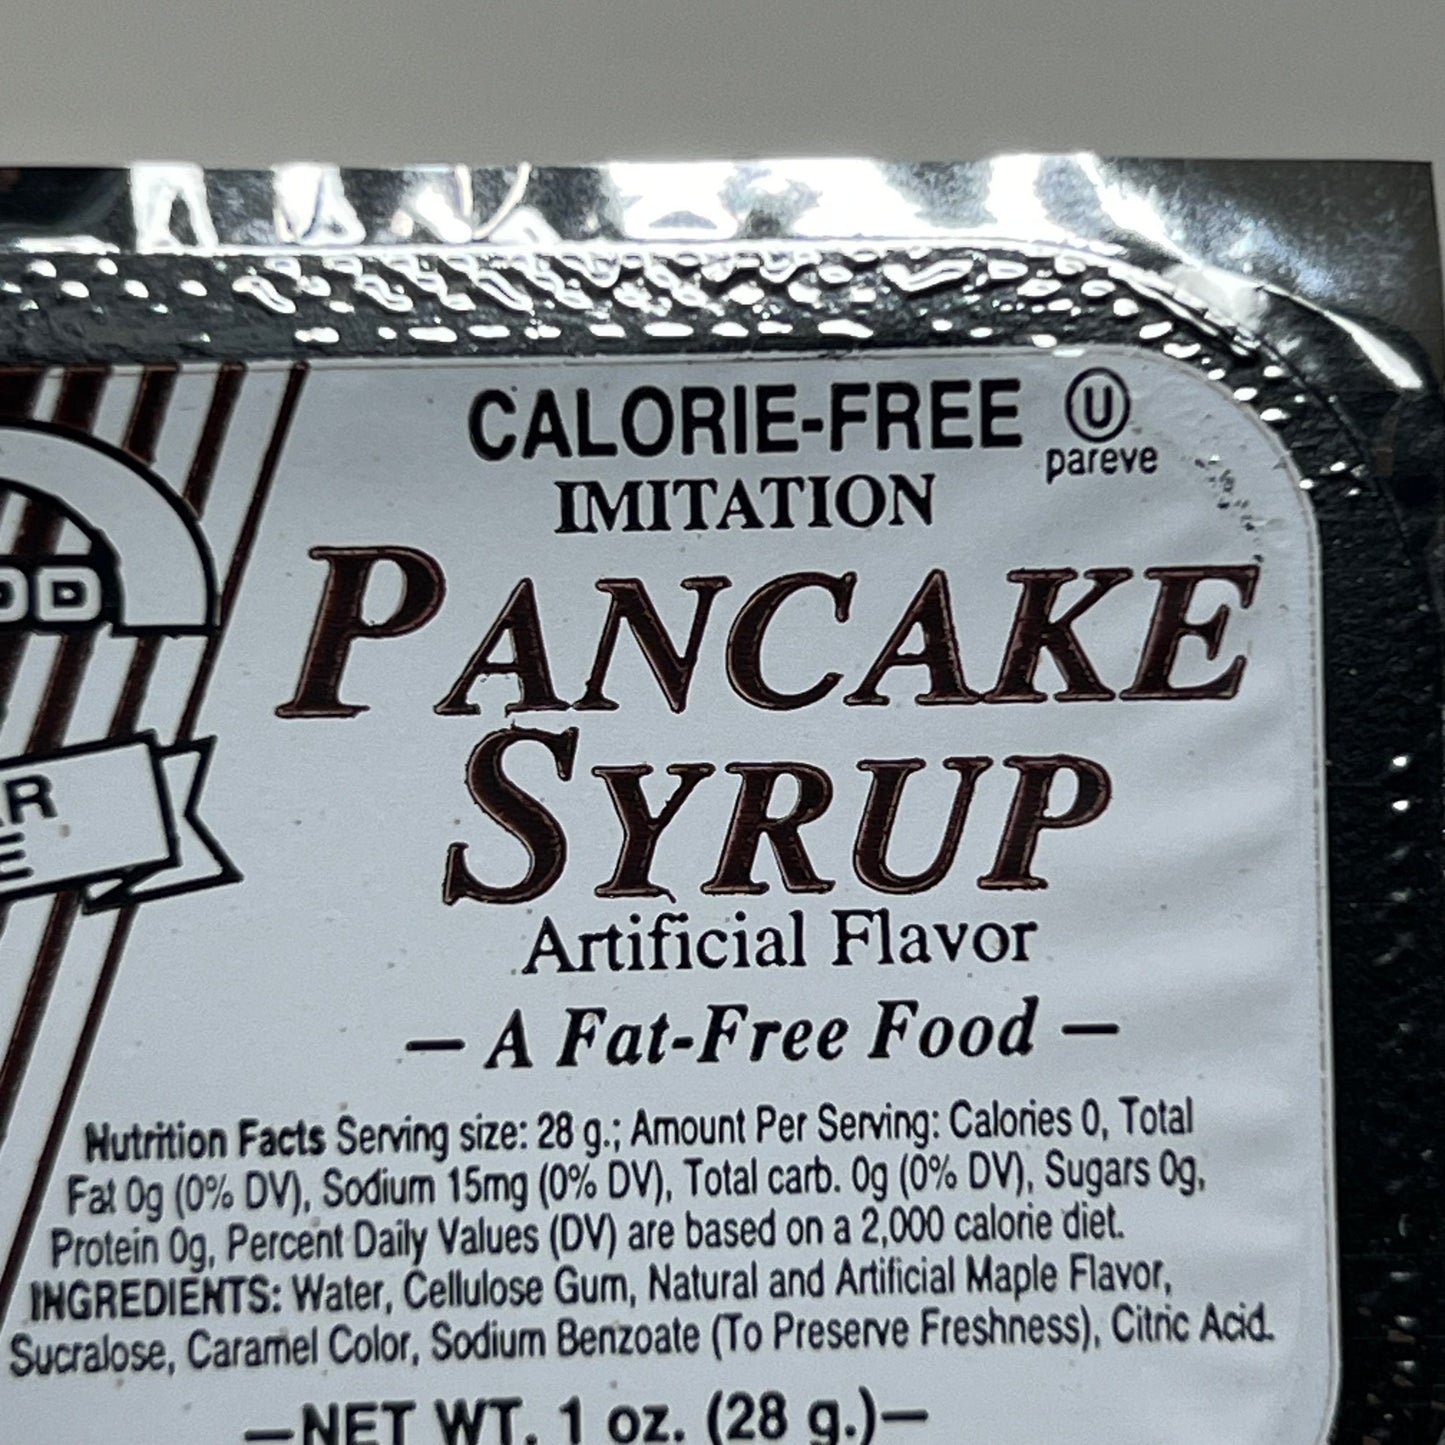 CALORIE-FREE
U
pareve
IMITATION
PANCAKE
SYRUP
Artificial Flavor
— A Fat-Free Food —
Nutrition Facts Serving size: 28 g.; Amount Per Serving: Calories 0, Total
Fat 0g (0% DV), Sodium 15mg (0% DV), Total carb. 0g (0% DV), Sugars 0g,
Protein 0g, Percent Daily Values (DV) are based on a 2,000 calorie diet.
INGREDIENTS: Water, Cellulose Gum, Natural and Artificial Maple Flavor,
Sucralose, Caramel Color, Sodium Benzoate (To Preserve Freshness), Citric Acid.
—NET WT. 1 oz. (28 g.)—